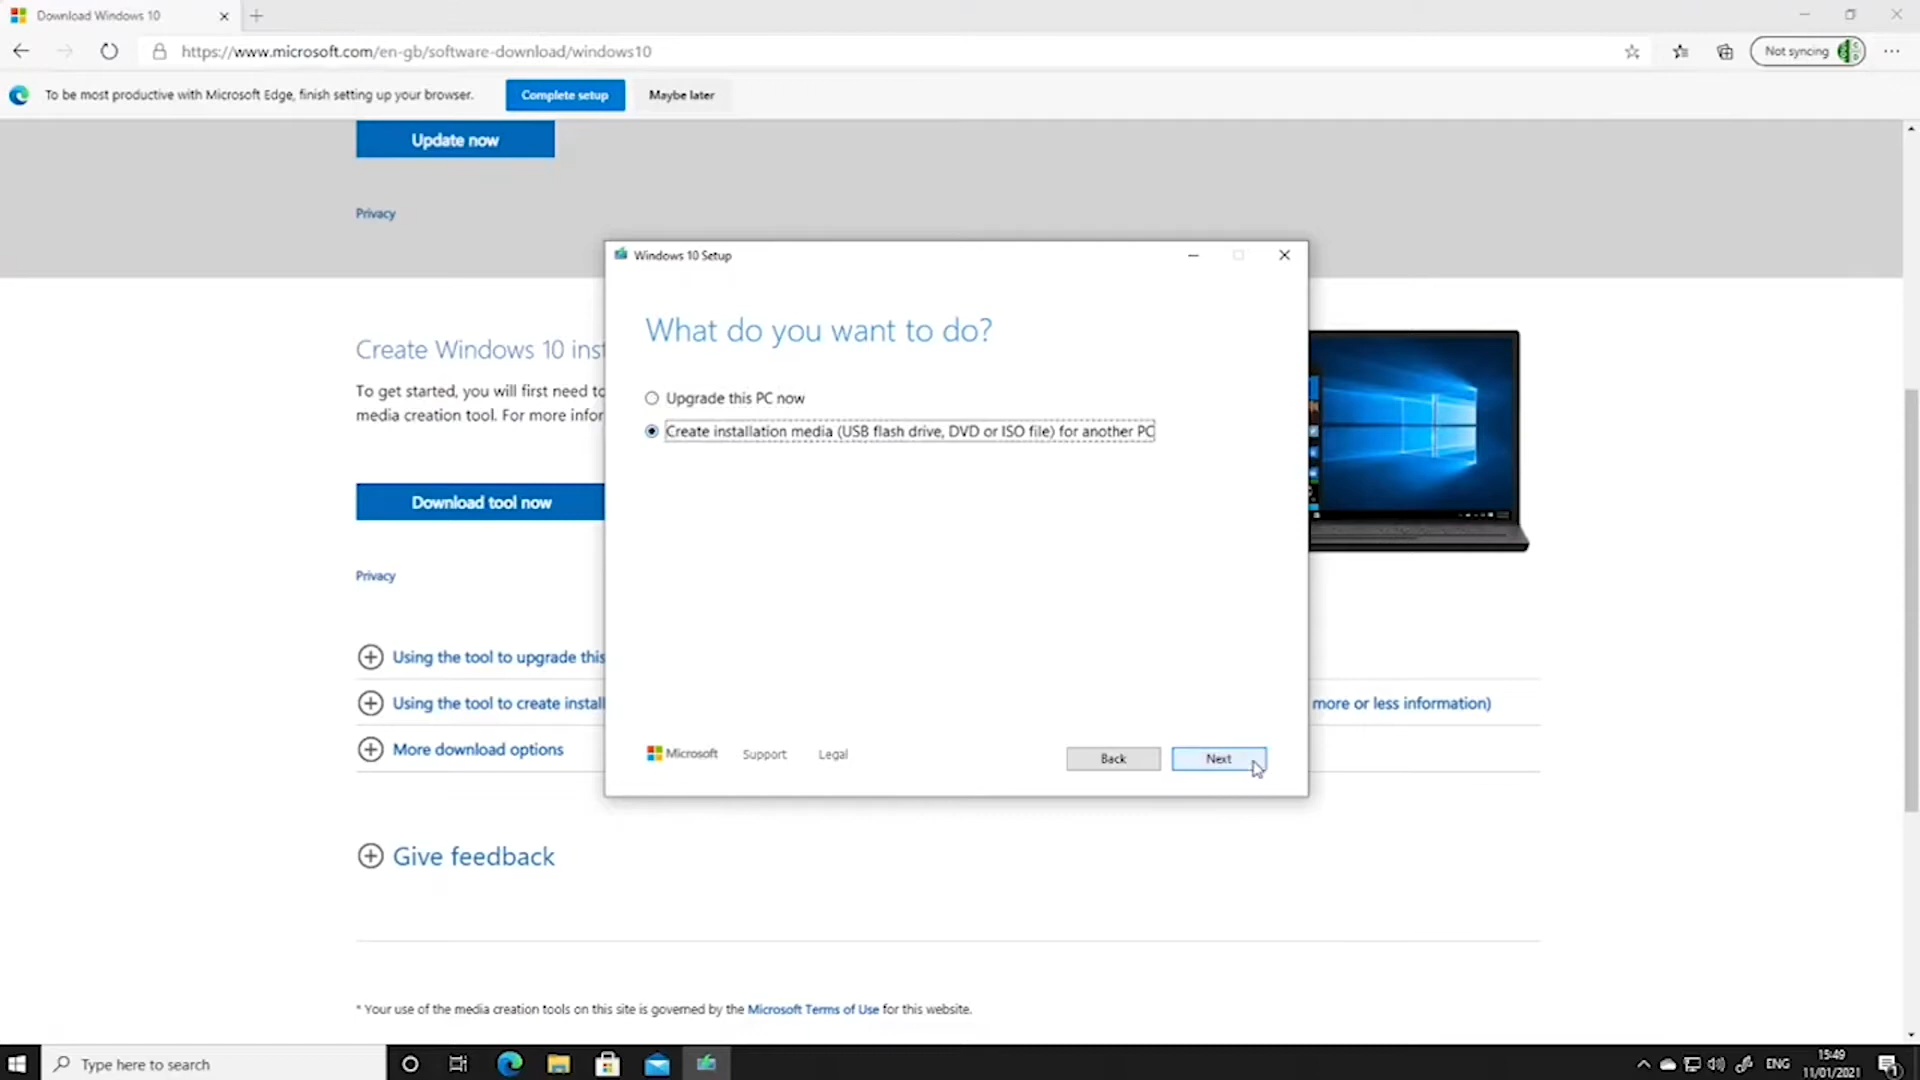 Download Windows 10
https://www.microsoft.com/en-gb/software-download/windows10
Not syncing
To be most productive with Microsoft Edge, finish setting up your browser.
Complete setup
Maybe later
Update now
Privacy
Windows 10 Setup
What do you want to do?
Upgrade this PC now
Create installation media (USB flash drive, DVD or ISO file) for another PC
Microsoft
Support
Legal
Back
Next
Create Windows 10 inst
To get started, you will first need to
media creation tool. For more infor
Download tool now
Privacy
Using the tool to upgrade this
Using the tool to create install
more or less information)
More download options
Give feedback
* Your use of the media creation tools on this site is governed by the Microsoft Terms of Use for this website.
Type here to search
ENG
15:49
11/01/2021
1